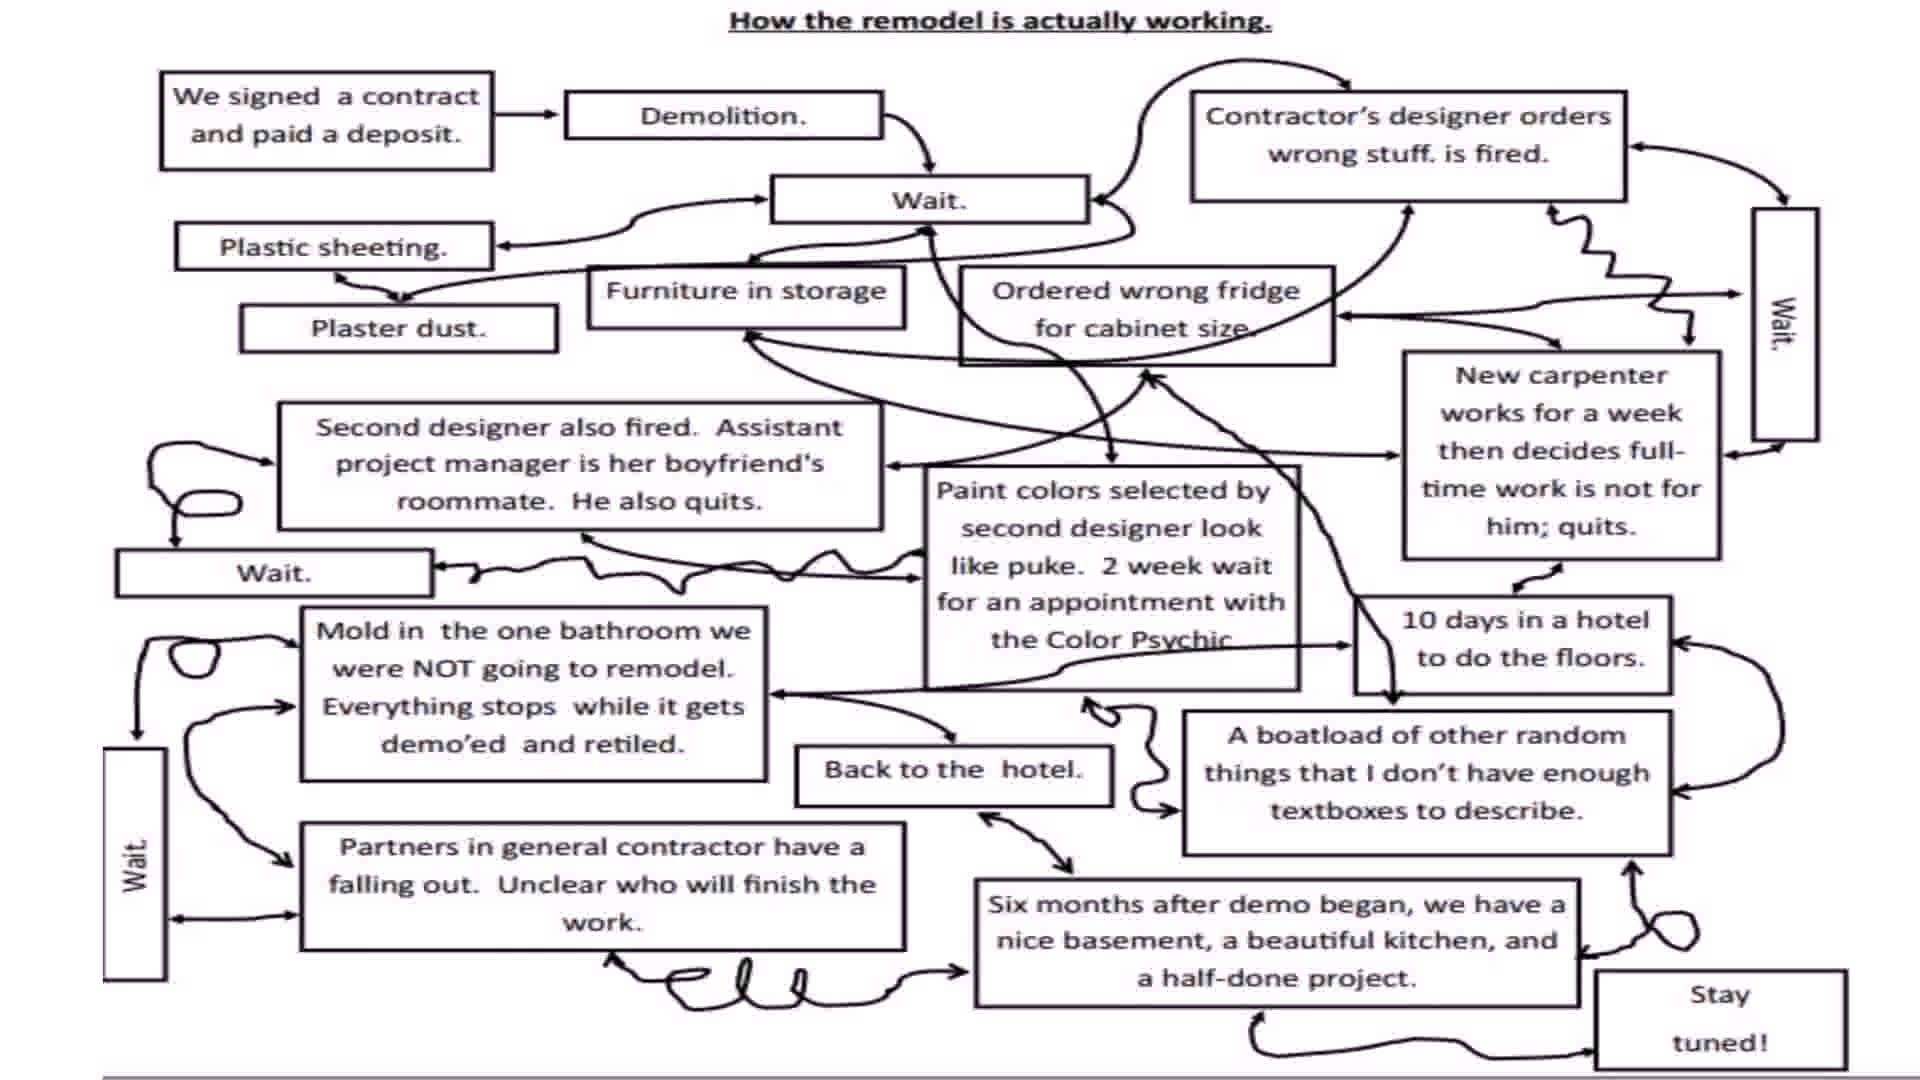 How the remodel is actually working.
We signed  a contract
and paid a deposit.
Demolition.
Contractor's designer orders
wrong stuff. is fired.
Wait.
Plastic sheeting.
Plaster dust.
Furniture in storage
Ordered wrong fridge
for cabinet size.
Wait.
New carpenter
works for a week
then decides full-
time work is not for
him; quits.
Second designer also fired.  Assistant
project manager is her boyfriend's
roommate.  He also quits.
Paint colors selected by
second designer look
like puke.  2 week wait
for an appointment with
the Color Psychic
Wait.
10 days in a hotel
to do the floors.
Mold in  the one bathroom we
were NOT going to remodel.
Everything stops  while it gets
demo'ed  and retiled.
Back to the  hotel.
A boatload of other random
things that I don't have enough
textboxes to describe.
Wait.
Partners in general contractor have a
falling out.  Unclear who will finish the
work.
Six months after demo began, we have a
nice basement, a beautiful kitchen, and
a half-done project.
Stay
tuned!